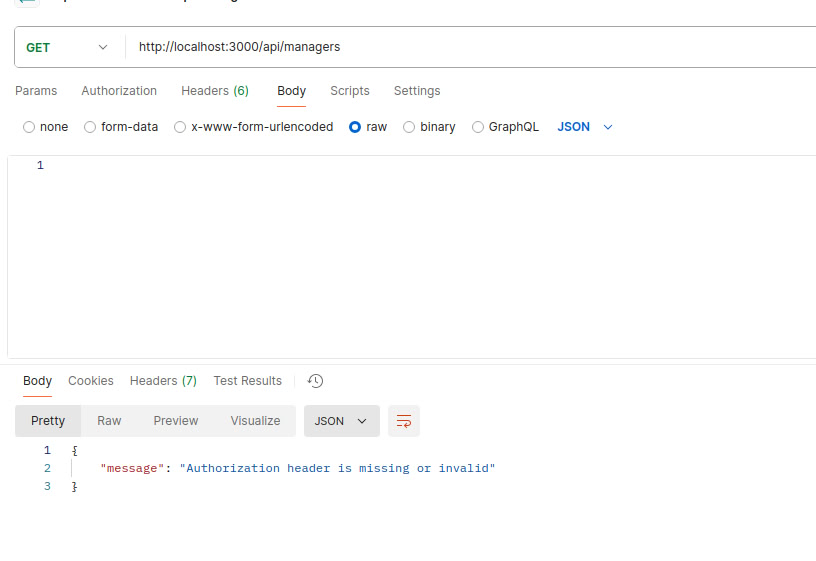 GET http://localhost:3000/api/managers
Params Authorization Headers (6) Body Scripts Settings
none form-data x-www-form-urlencoded raw binary GraphQL JSON
1
Body Cookies Headers (7) Test Results
Pretty Raw Preview Visualize JSON
1 {
2 "message": "Authorization header is missing or invalid"
3 }